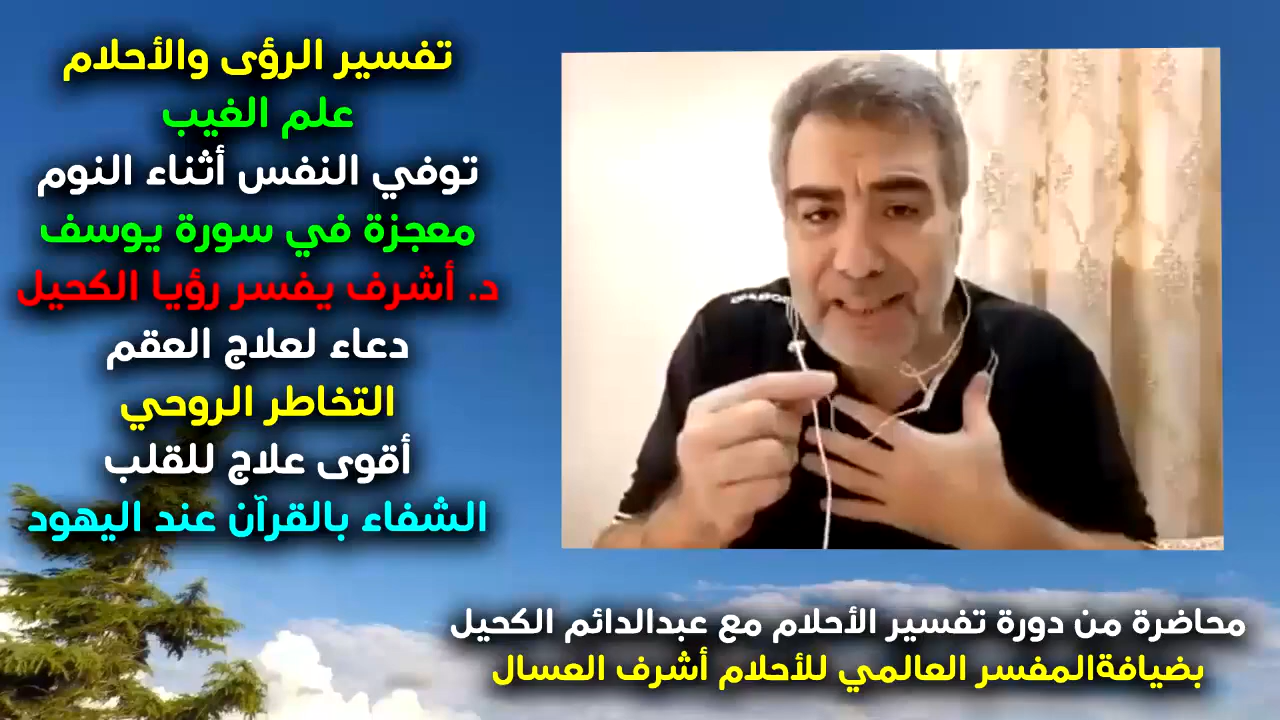 تفسير الرؤى والأحلام
علم الغيب
توفي النفس أثناء النوم
معجزة في سورة يوسف
د. أشرف يفسر رؤيا الكحيل
دعاء لعلاج العقم
التخاطر الروحي
أقوى علاج للقلب
الشفاء بالقرآن عند اليهود
محاضرة من دورة تفسير الأحلام مع عبدالدائم الكحيل
بضيافةالمفسر العالمي للأحلام أشرف العسال